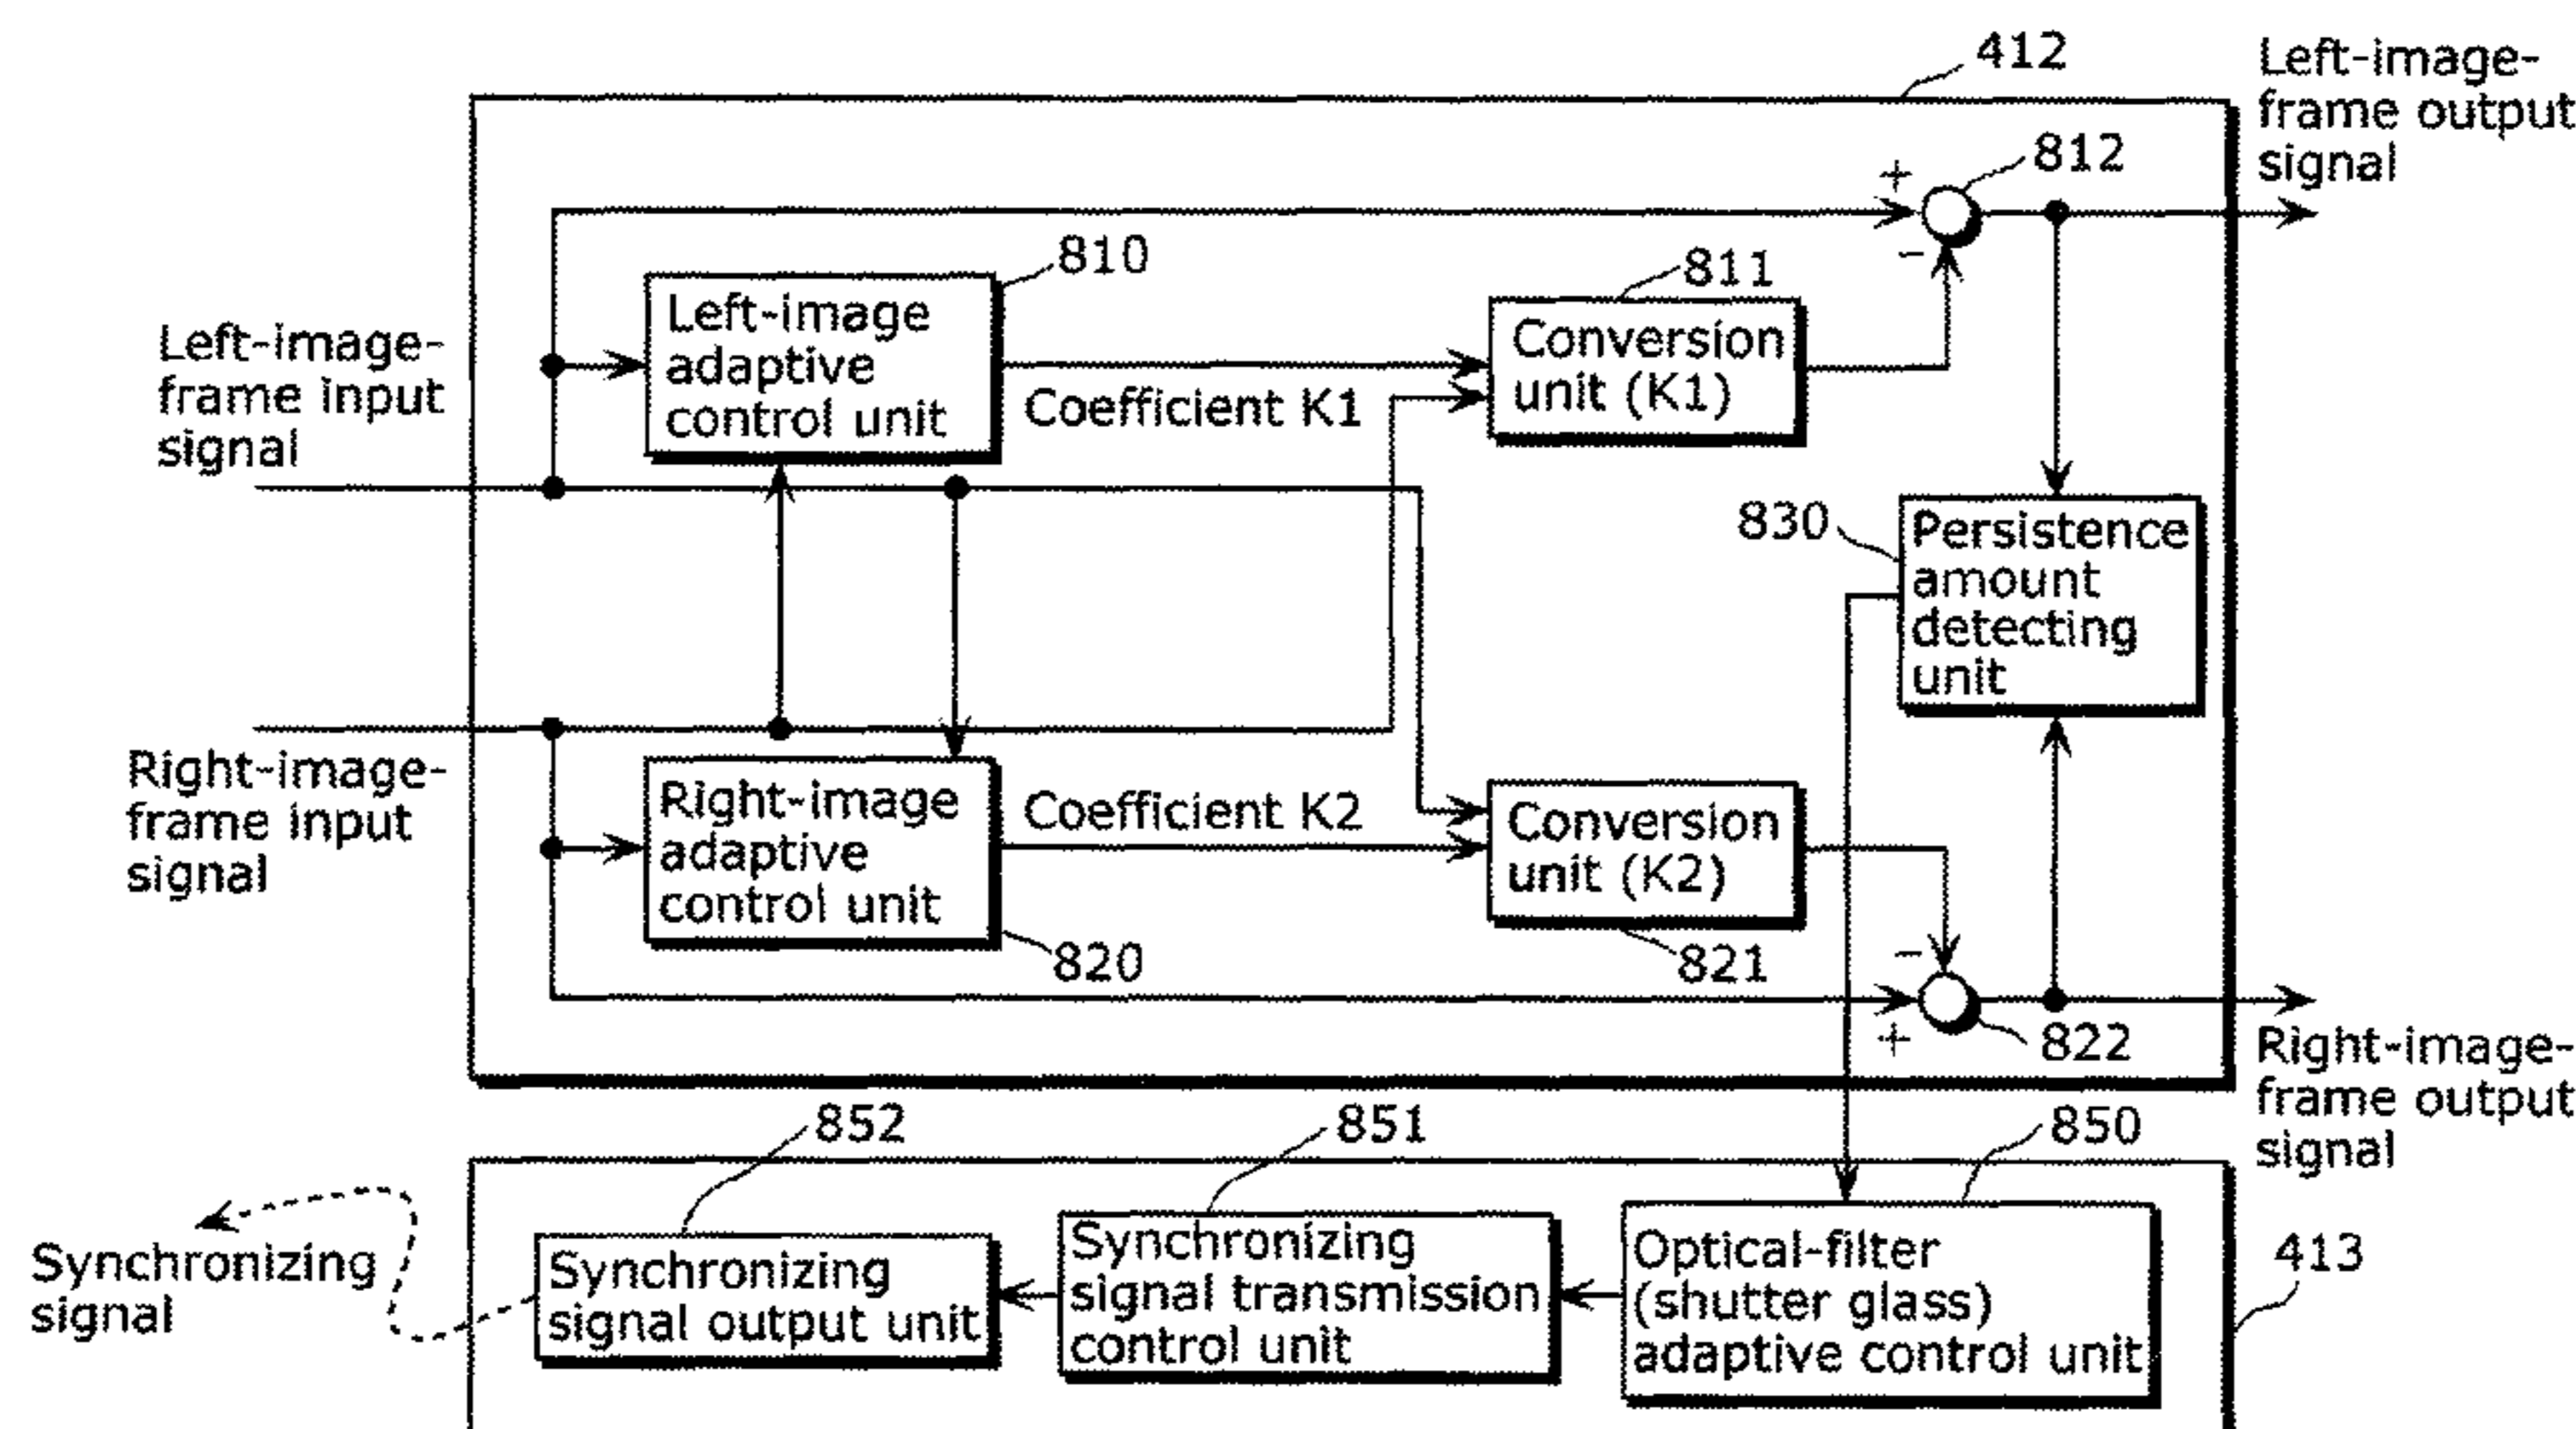 412
Left-image-
frame output
signal
812
+
-
810
811
Left-image
adaptive
control unit
Conversion
unit (K1)
Left-image-
frame input
signal
Coefficient K1
830
Persistence
amount
detecting
unit
Right-image-
frame input
signal
Right-image
adaptive
control unit
Coefficient K2
Conversion
unit (K2)
820
821
-
+
822
Right-image-
frame output
signal
852
851
850
Synchronizing
signal
Synchronizing
signal output unit
Synchronizing
signal transmission
control unit
Optical-filter
(shutter glass)
adaptive control unit
413